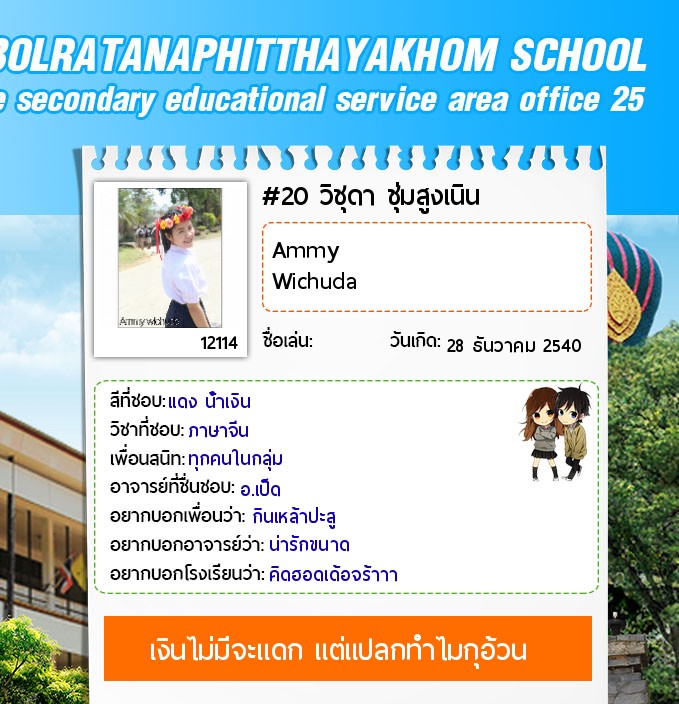 BOLRATANAPHITTHAYAKHOM SCHOOL
e secondary educational service area office 25
#20 วิชุดา ชุ่มสูงเนิน
Ammy
Wichuda
Ammy wichuda
12114
ชื่อเล่น: วันเกิด: 28 ธันวาคม 2540
สีที่ชอบ: แดง น้ำเงิน
วิชาที่ชอบ: ภาษาจีน
เพื่อนสนิท: ทุกคนในกลุ่ม
อาจารย์ที่ชื่นชอบ: อ.เป็ด
อยากบอกเพื่อนว่า: กินเหล้าปะสู
อยากบอกอาจารย์ว่า: น่ารักขนาด
อยากบอกโรงเรียนว่า: คิดฮอดเด้อจร้าาา
เงินไม่มีจะแดก แต่แปลกทำไมกุอ้วน